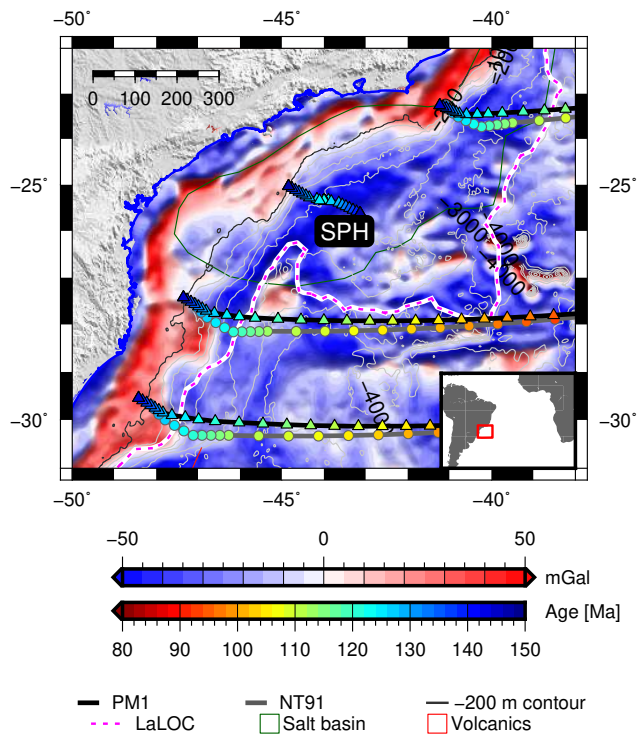 −50˚ −45˚ −40˚
0 100 200 300
−200
−200
−25˚ −25˚
SPH
−3000
−4000
−30˚ −400 −30˚
−50˚ −45˚ −40˚
−50 0 50
mGal
Age [Ma]
80 90 100 110 120 130 140 150
PM1 NT91 −200 m contour
LaLOC Salt basin Volcanics